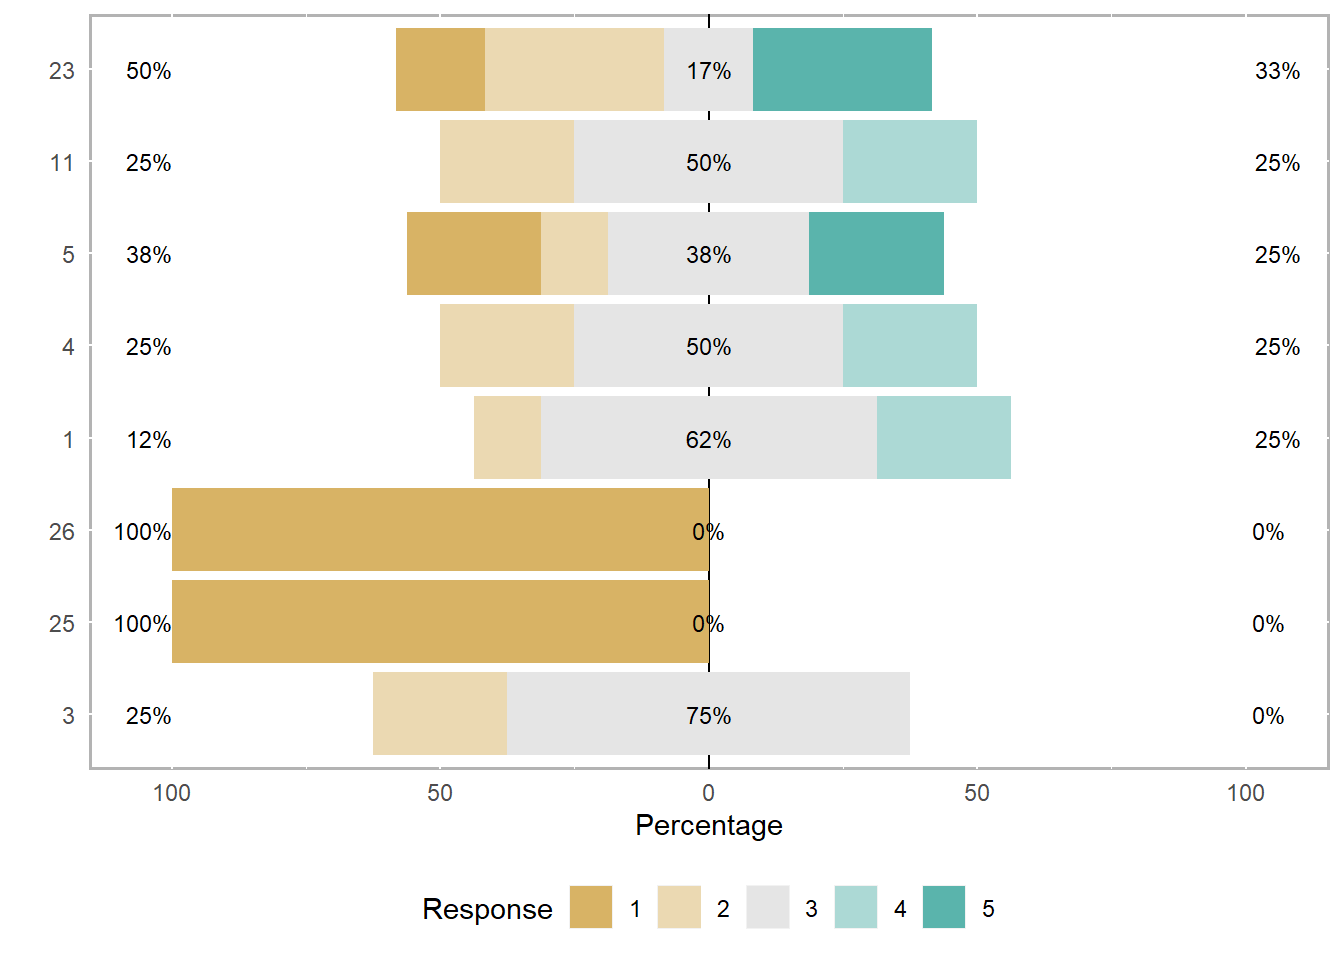 23 50% 17% 33%
11 25% 50% 25%
5 38% 38% 25%
4 25% 50% 25%
1 12% 62% 25%
26 100% 0% 0%
25 100% 0% 0%
3 25% 75% 0%
100 50 0 50 100
Percentage
Response 1 2 3 4 5